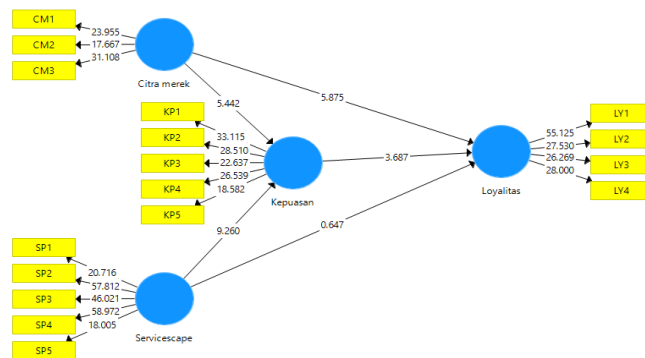 CM1
23.955
CM2
17.667
CM3
31.108
Citra merek
5.442
5.875
KP1
33.115
KP2
28.510
KP3
22.637
KP4
26.539
KP5
18.582
Kepuasan
3.687
LY1
55.125
LY2
27.530
LY3
26.269
LY4
28.000
Loyalitas
9.260
0.647
SP1
20.716
SP2
57.812
SP3
46.021
SP4
58.972
SP5
18.005
Servicescape